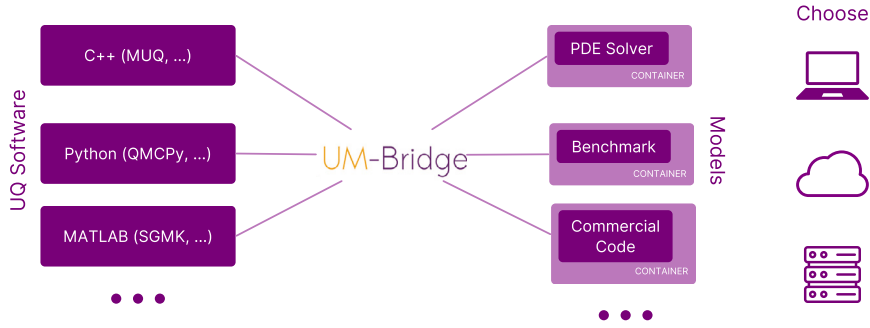 Choose
C++ (MUQ, ...)
PDE Solver
CONTAINER
UQ Software
Python (QMCPy, ...)
UM-Bridge
Benchmark
CONTAINER
Models
MATLAB (SGMK, ...)
Commercial
Code
CONTAINER